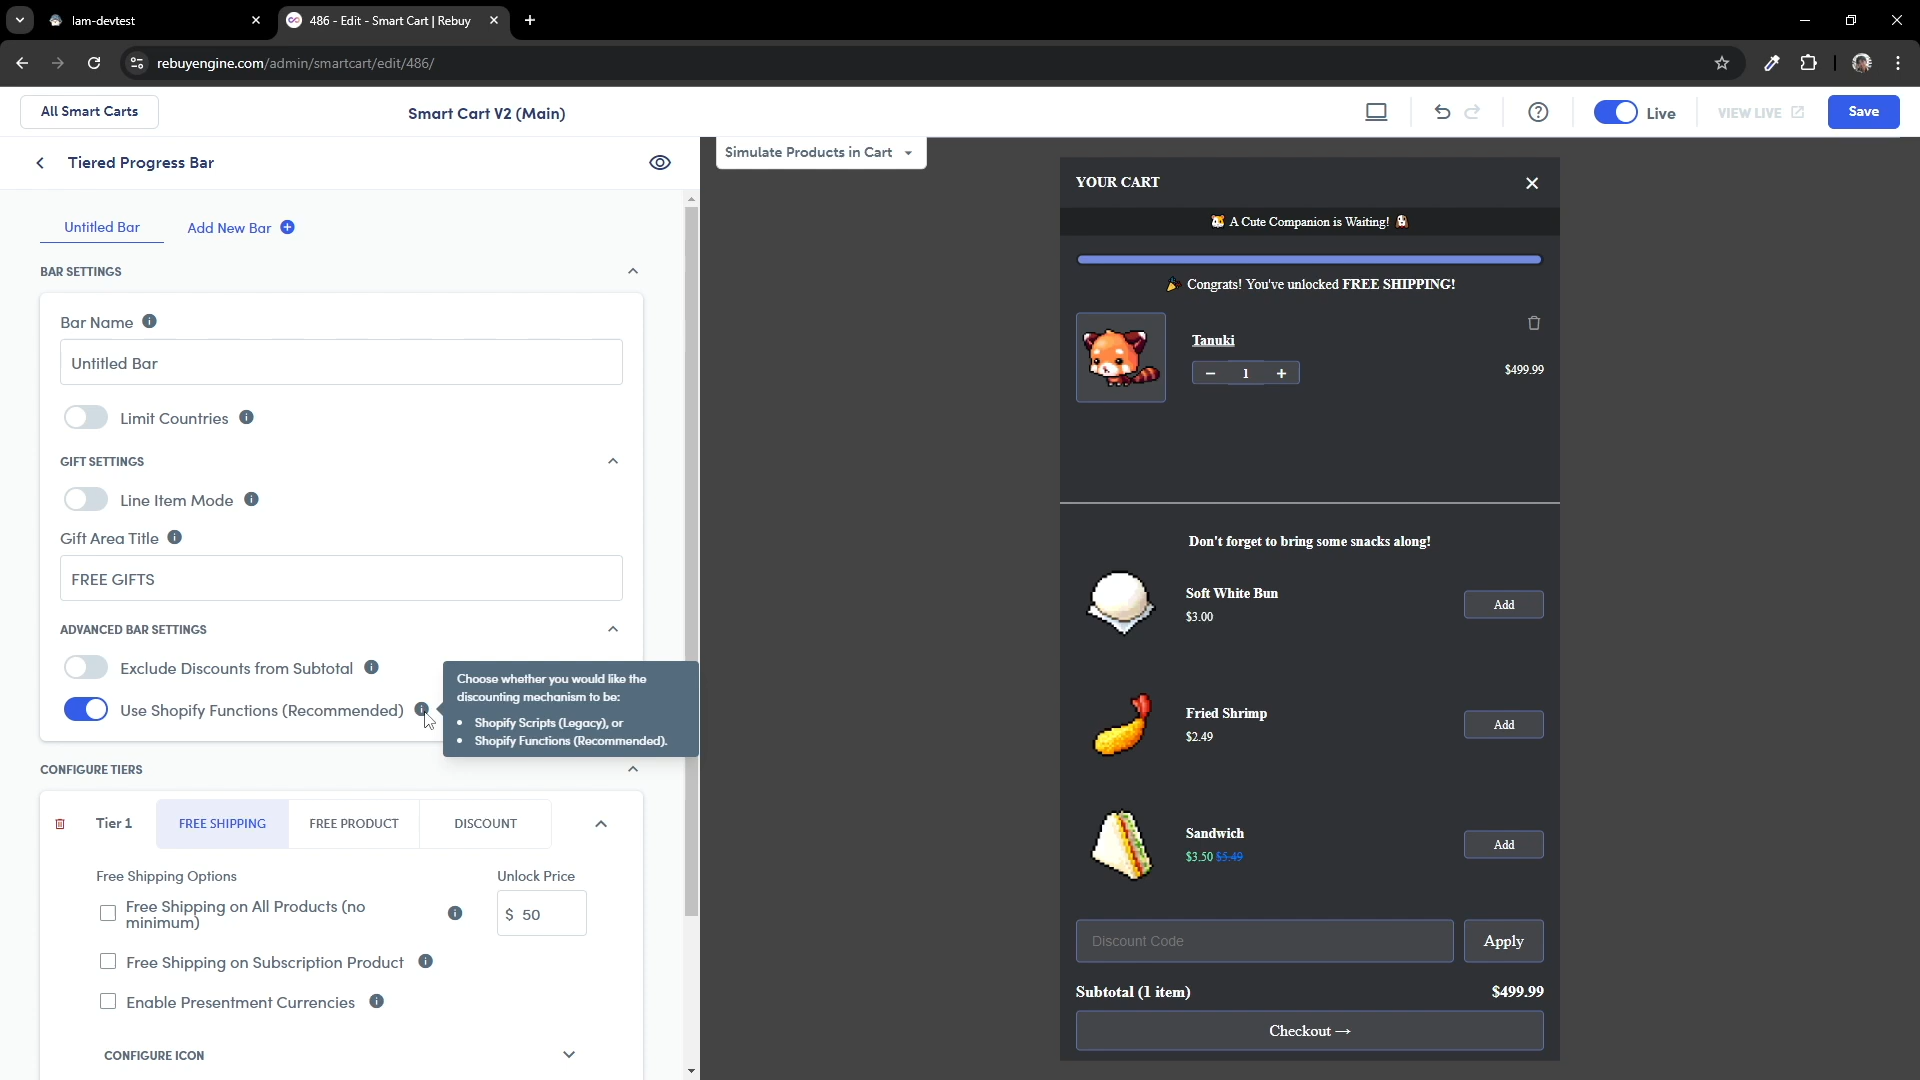 lam-devtest
486 - Edit - Smart Cart | Rebuy
rebuyengine.com/admin/smartcart/edit/486/
All Smart Carts
Smart Cart V2 (Main)
Live
VIEW LIVE
Save
Tiered Progress Bar
Simulate Products in Cart
Untitled Bar
Add New Bar
BAR SETTINGS
Bar Name
Untitled Bar
Limit Countries
GIFT SETTINGS
Line Item Mode
Gift Area Title
FREE GIFTS
ADVANCED BAR SETTINGS
Exclude Discounts from Subtotal
Use Shopify Functions (Recommended)
Choose whether you would like the
discounting mechanism to be:
• Shopify Scripts (Legacy), or
• Shopify Functions (Recommended).
CONFIGURE TIERS
Tier 1
FREE SHIPPING
FREE PRODUCT
DISCOUNT
Free Shipping Options
Unlock Price
Free Shipping on All Products (no
minimum)
$ 50
Free Shipping on Subscription Product
Enable Presentment Currencies
CONFIGURE ICON
YOUR CART
🐹 A Cute Companion is Waiting! 🐶
🎉 Congrats! You've unlocked FREE SHIPPING!
Tanuki
− 1 +
$499.99
Don't forget to bring some snacks along!
Soft White Bun
$3.00
Add
Fried Shrimp
$2.49
Add
Sandwich
$3.50 $5.49
Add
Discount Code
Apply
Subtotal (1 item)
$499.99
Checkout →